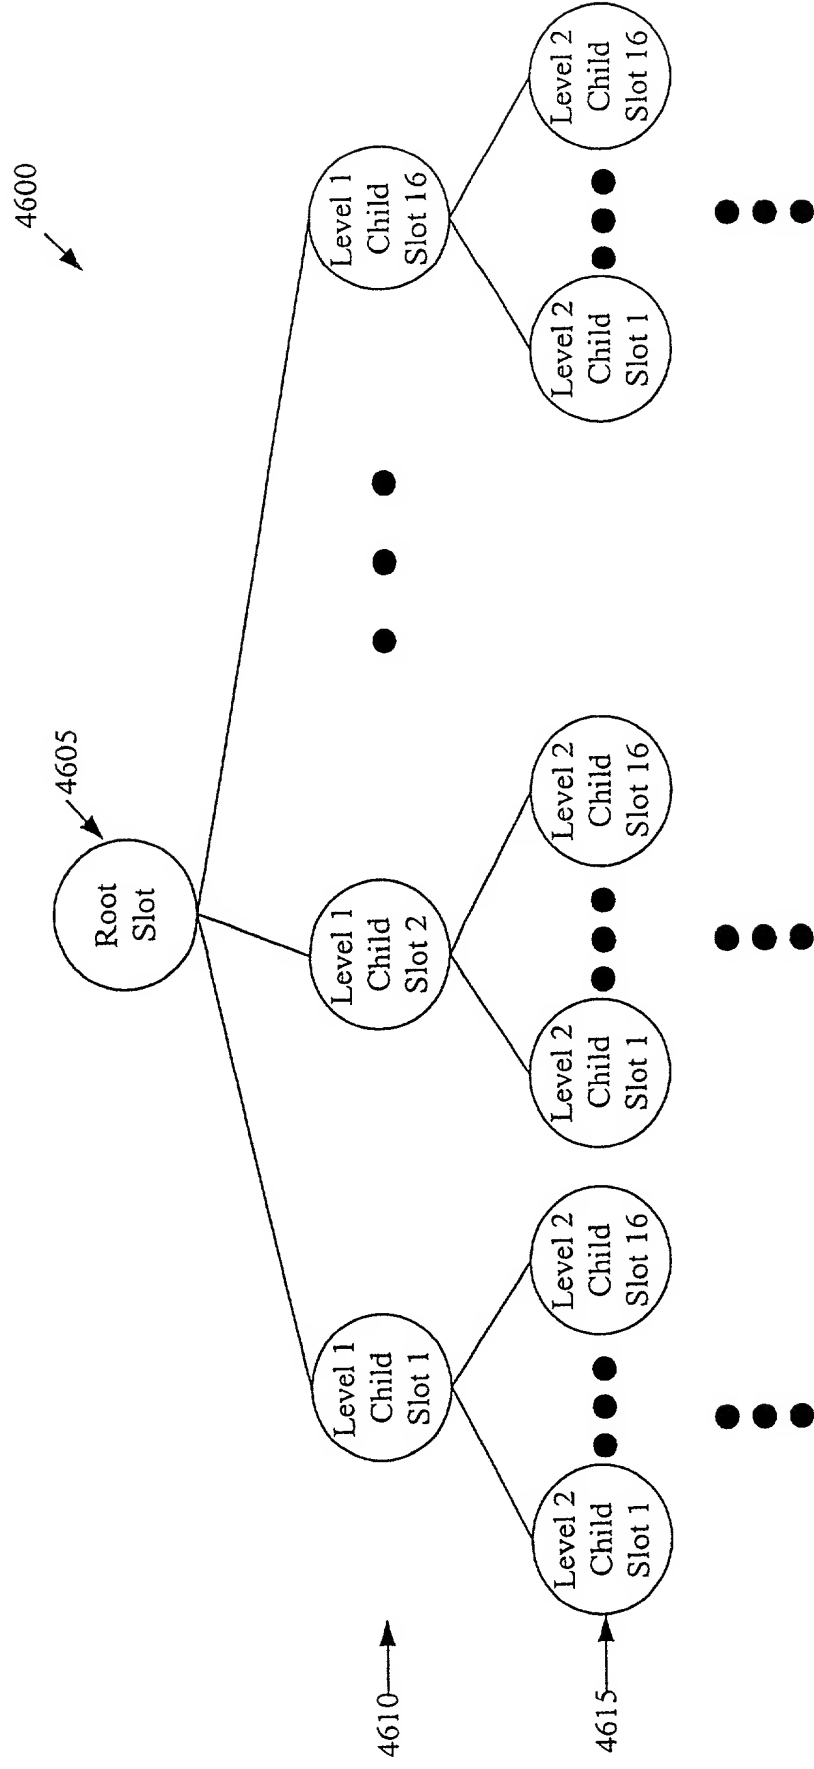 4600
4605
Root
Slot
4610
Level 1
Child
Slot 1
Level 1
Child
Slot 2
Level 1
Child
Slot 16
4615
Level 2
Child
Slot 1
Level 2
Child
Slot 16
Level 2
Child
Slot 1
Level 2
Child
Slot 16
Level 2
Child
Slot 1
Level 2
Child
Slot 16